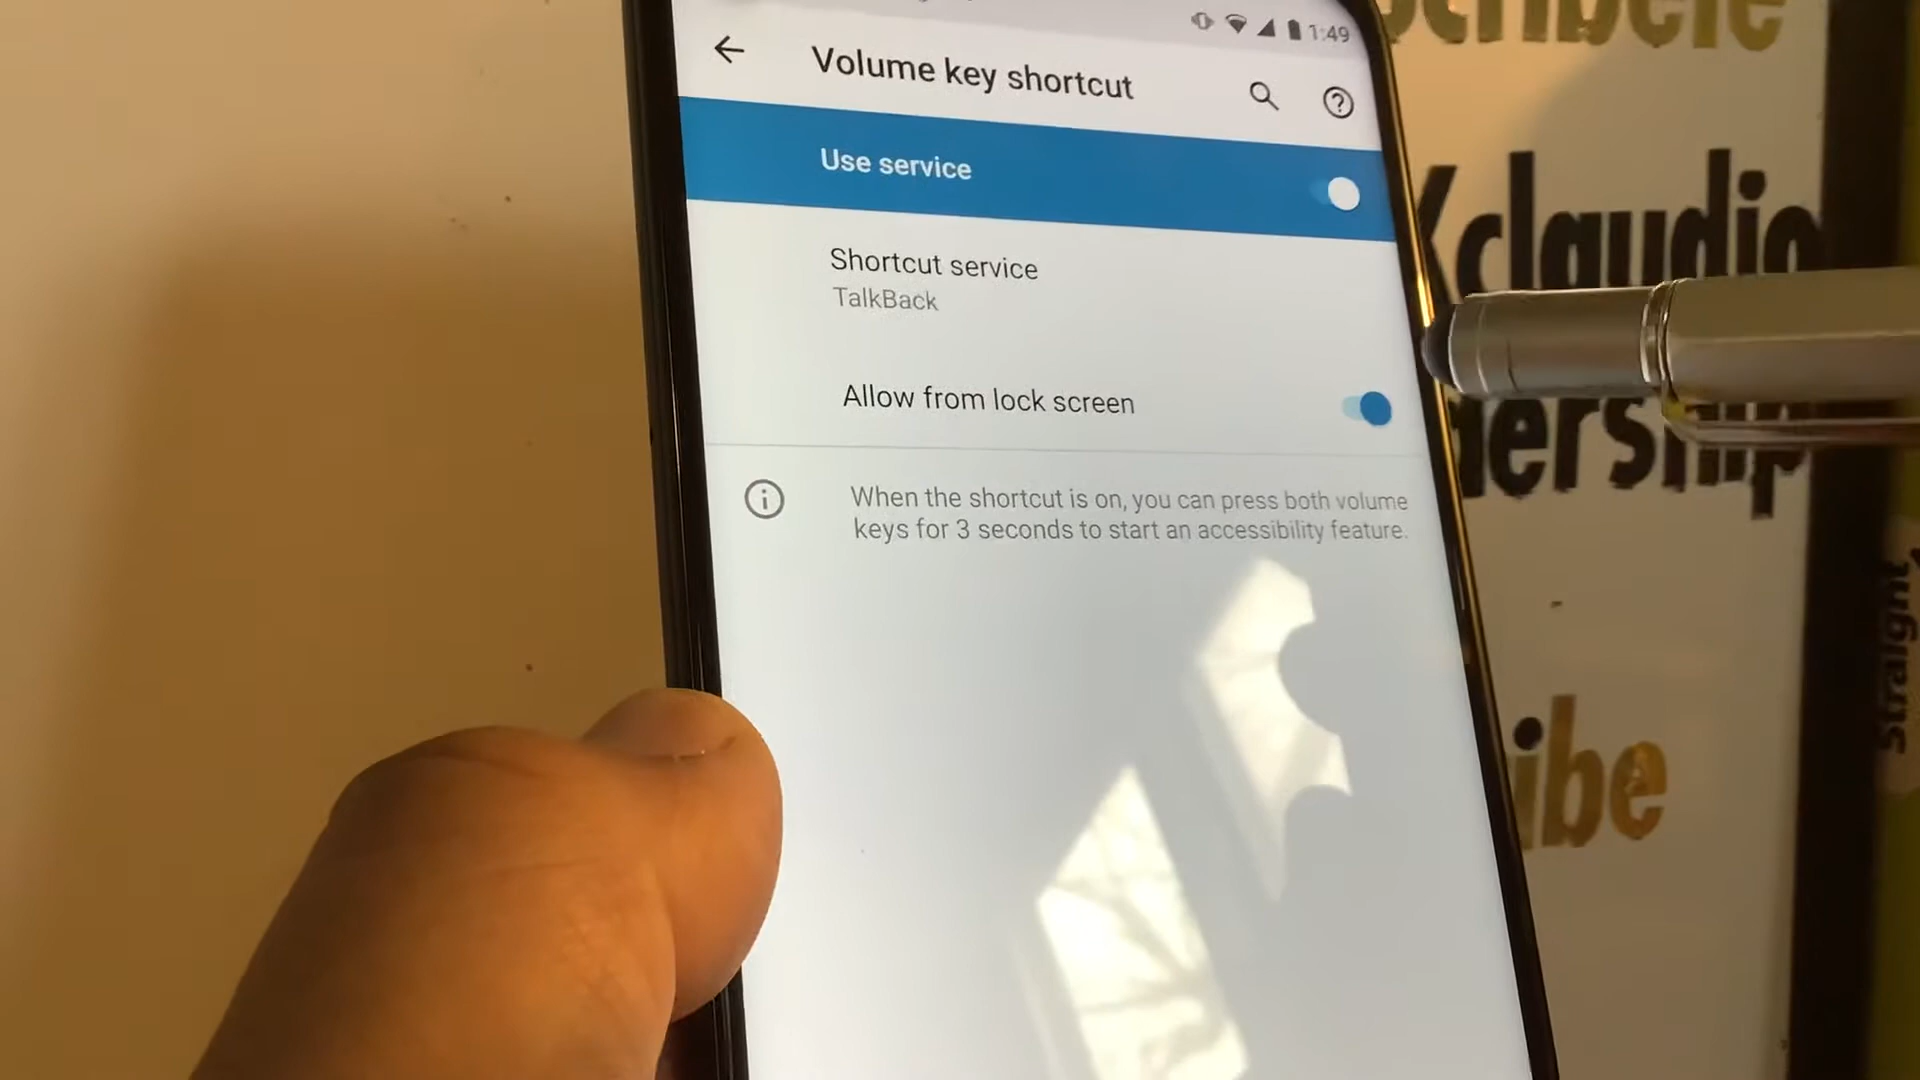 1:49
Volume key shortcut
Use service
Shortcut service
TalkBack
Allow from lock screen
When the shortcut is on, you can press both volume
keys for 3 seconds to start an accessibility feature.
Straight